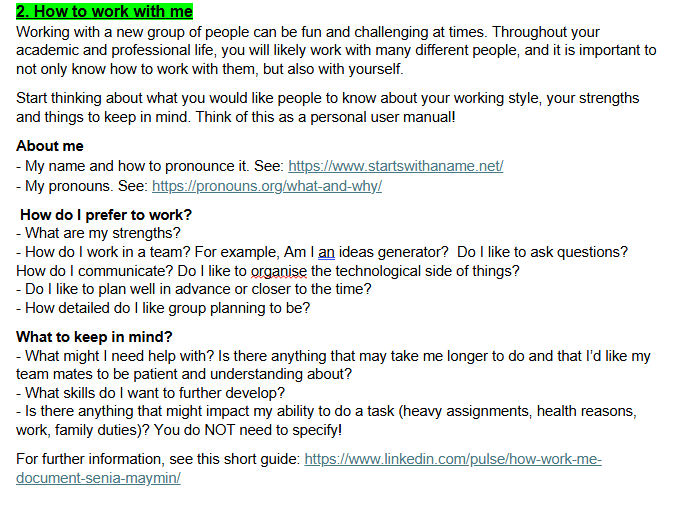 2. How to work with me
Working with a new group of people can be fun and challenging at times. Throughout your
academic and professional life, you will likely work with many different people, and it is important to
not only know how to work with them, but also with yourself.
Start thinking about what you would like people to know about your working style, your strengths
and things to keep in mind. Think of this as a personal user manual!
About me
- My name and how to pronounce it. See: https://www.startswithaname.net/
- My pronouns. See: https://pronouns.org/what-and-why/
How do I prefer to work?
- What are my strengths?
- How do I work in a team? For example, Am I an ideas generator?  Do I like to ask questions?
How do I communicate? Do I like to organise the technological side of things?
- Do I like to plan well in advance or closer to the time?
- How detailed do I like group planning to be?
What to keep in mind?
- What might I need help with? Is there anything that may take me longer to do and that I'd like my
team mates to be patient and understanding about?
- What skills do I want to further develop?
- Is there anything that might impact my ability to do a task (heavy assignments, health reasons,
work, family duties)? You do NOT need to specify!
For further information, see this short guide: https://www.linkedin.com/pulse/how-work-me-
document-senia-maymin/